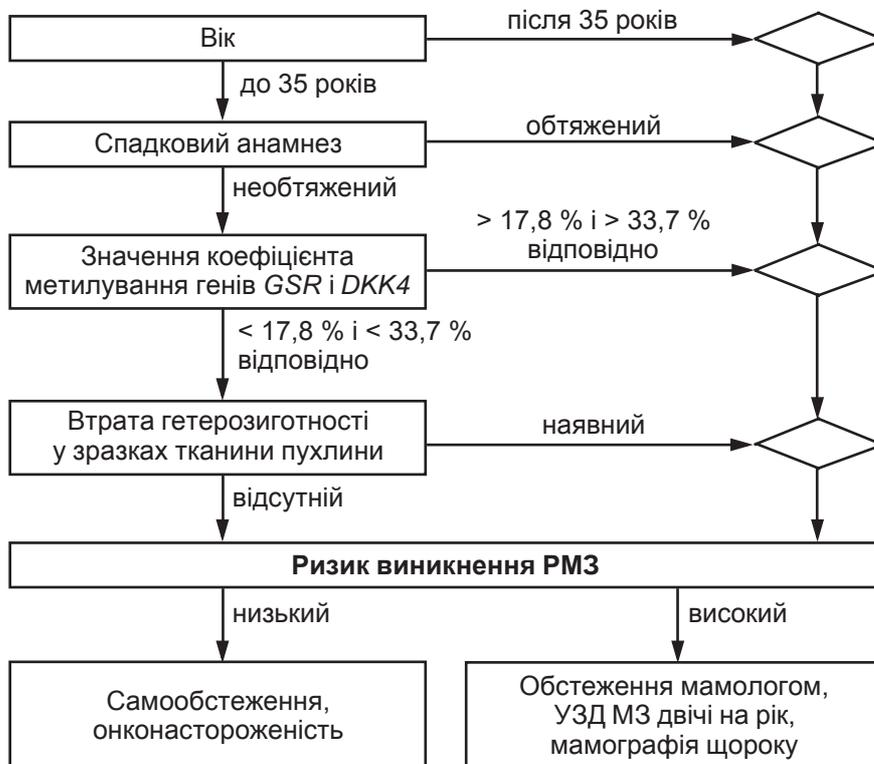 Вік
після 35 років
до 35 років
Спадковий анамнез
обтяжений
необтяжений
Значення коефіцієнта
метилування генів GSR і DKK4
> 17,8 % і > 33,7 %
відповідно
< 17,8 % і < 33,7 %
відповідно
Втрата гетерозиготності
у зразках тканини пухлини
наявний
відсутній
Ризик виникнення РМЗ
низький
високий
Самообстеження,
онконастороженість
Обстеження мамологом,
УЗД МЗ двічі на рік,
мамографія щороку